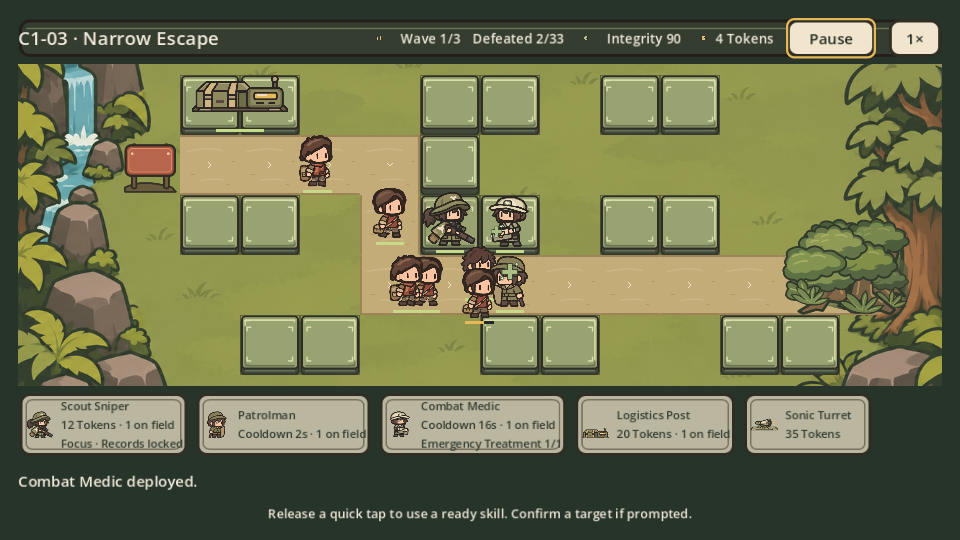 C1-03 · Narrow Escape
Wave 1/3 Defeated 2/33 Integrity 90 4 Tokens Pause 1×
Scout Sniper
12 Tokens · 1 on field
Focus · Records locked
Patrolman
Cooldown 2s · 1 on field
Combat Medic
Cooldown 16s · 1 on field
Emergency Treatment 1/1
Logistics Post
20 Tokens · 1 on field
Sonic Turret
35 Tokens
Combat Medic deployed.
Release a quick tap to use a ready skill. Confirm a target if prompted.